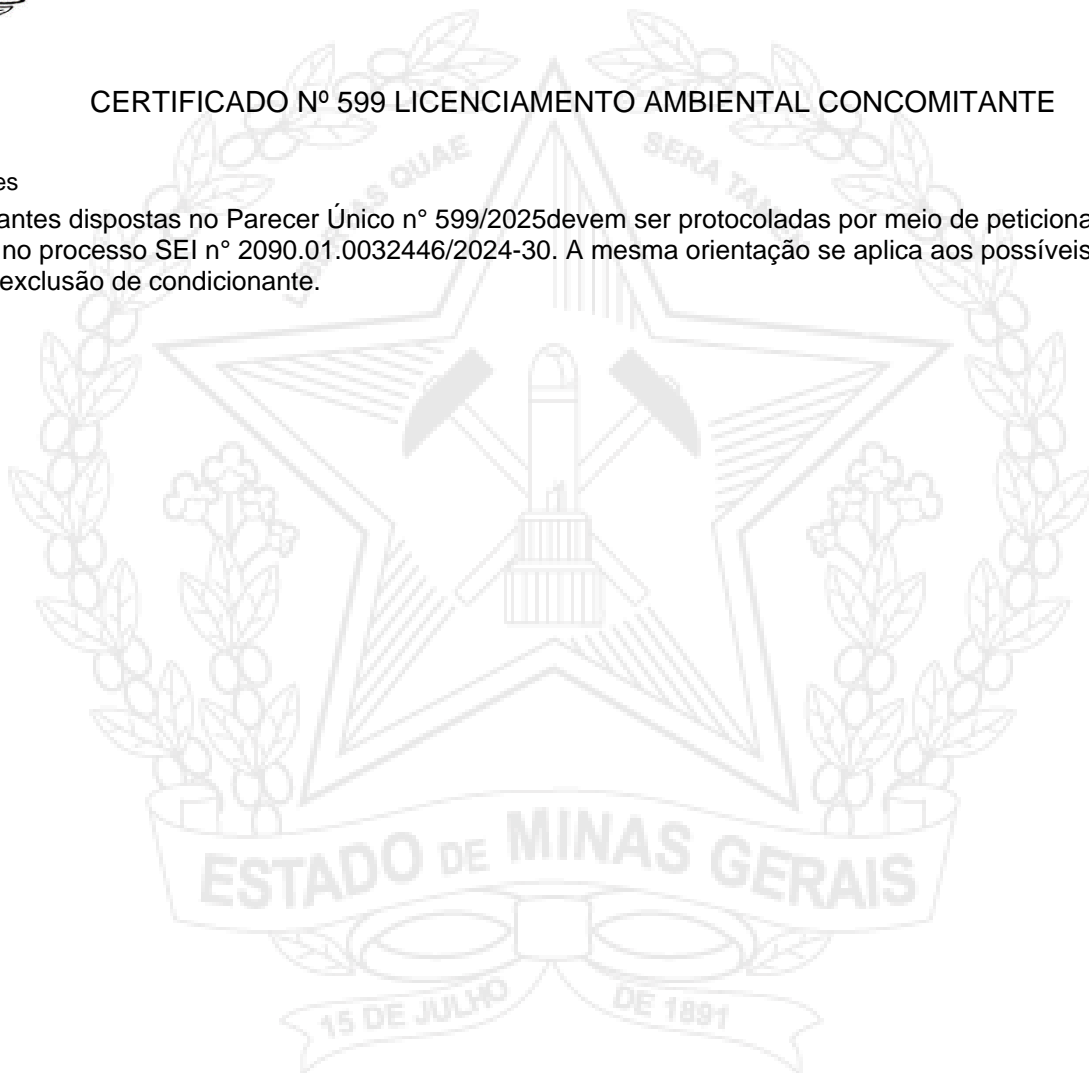 CERTIFICADO Nº 599 LICENCIAMENTO AMBIENTAL CONCOMITANTE
es
antes dispostas no Parecer Único n° 599/2025devem ser protocoladas por meio de peticiona
no processo SEI n° 2090.01.0032446/2024-30. A mesma orientação se aplica aos possíveis
exclusão de condicionante.
QUAE SERA TAMEN
ESTADO DE MINAS GERAIS
15 DE JULHO DE 1891